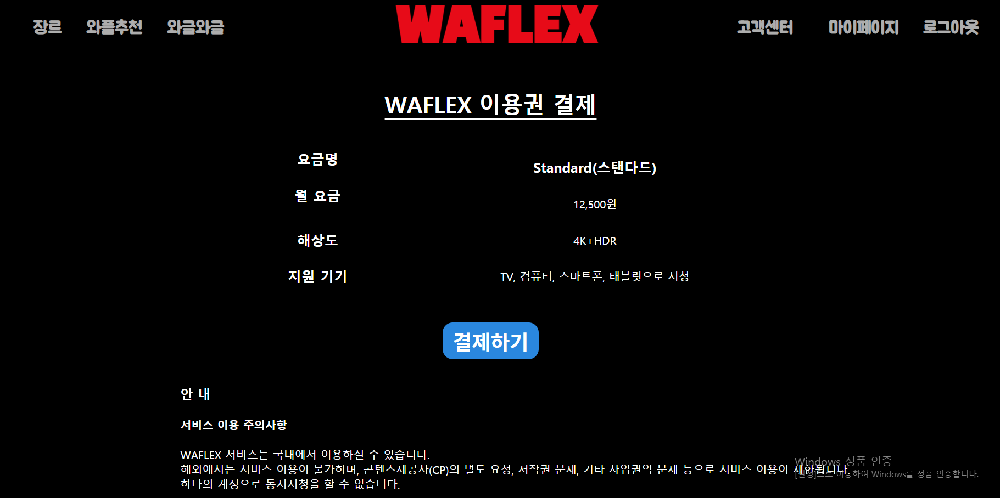 장르 와플추천 와글와글 WAFLEX 고객센터 마이페이지 로그아웃
WAFLEX 이용권 결제
요금명 Standard(스탠다드)
월 요금 12,500원
해상도 4K+HDR
지원 기기 TV, 컴퓨터, 스마트폰, 태블릿으로 시청
결제하기
안 내
서비스 이용 주의사항
WAFLEX 서비스는 국내에서 이용하실 수 있습니다.
해외에서는 서비스 이용이 불가하며, 콘텐츠제공사(CP)의 별도 요청, 저작권 문제, 기타 사업권역 문제 등으로 서비스 이용이 제한됩니다.
하나의 계정으로 동시시청을 할 수 없습니다.
Windows 정품 인증
[설정]으로 이동하여 Windows를 정품 인증합니다.